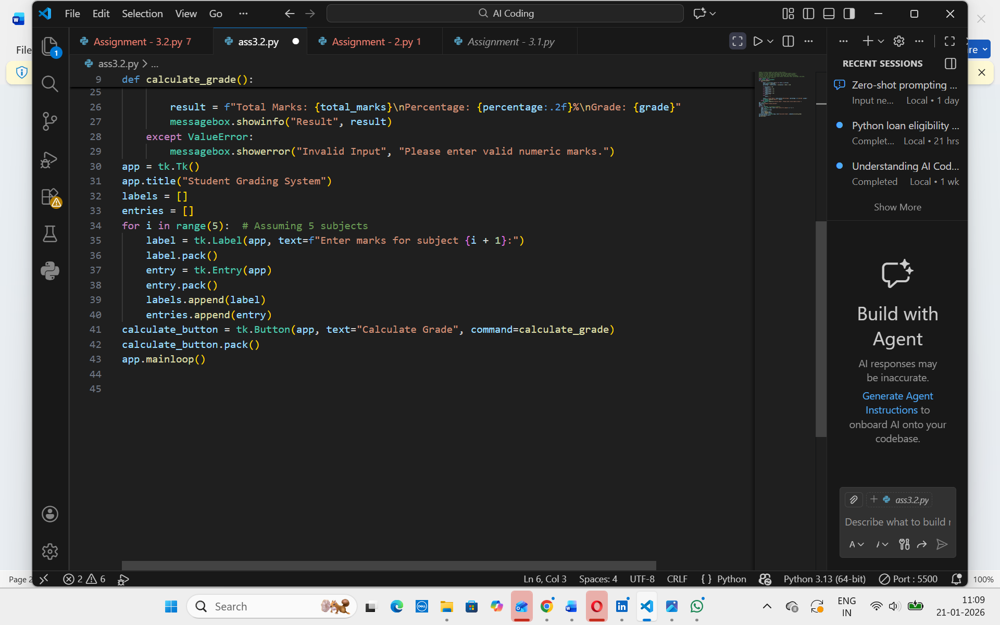 File Edit Selection View Go ··· AI Coding
File
Assignment - 3.2.py 7 ass3.2.py Assignment - 2.py 1 Assignment - 3.1.py
re
ass3.2.py > ...
9 def calculate_grade():
25
26 result = f"Total Marks: {total_marks}\nPercentage: {percentage:.2f}%\nGrade: {grade}"
27 messagebox.showinfo("Result", result)
28 except ValueError:
29 messagebox.showerror("Invalid Input", "Please enter valid numeric marks.")
30 app = tk.Tk()
31 app.title("Student Grading System")
32 labels = []
33 entries = []
34 for i in range(5):  # Assuming 5 subjects
35 label = tk.Label(app, text=f"Enter marks for subject {i + 1}:")
36 label.pack()
37 entry = tk.Entry(app)
38 entry.pack()
39 labels.append(label)
40 entries.append(entry)
41 calculate_button = tk.Button(app, text="Calculate Grade", command=calculate_grade)
42 calculate_button.pack()
43 app.mainloop()
44
45
1
RECENT SESSIONS
Zero-shot prompting ...
Input ne... Local • 1 day
Python loan eligibility ...
Complet... Local • 21 hrs
Understanding AI Cod...
Completed Local • 1 wk
Show More
Build with
Agent
AI responses may
be inaccurate.
Generate Agent
Instructions to
onboard AI onto your
codebase.
+ ass3.2.py
Describe what to build
A
Page 2 2 6 Ln 6, Col 3 Spaces: 4 UTF-8 CRLF { } Python Python 3.13 (64-bit) Port : 5500 100%
Search DELL ENG 11:09
IN 21-01-2026